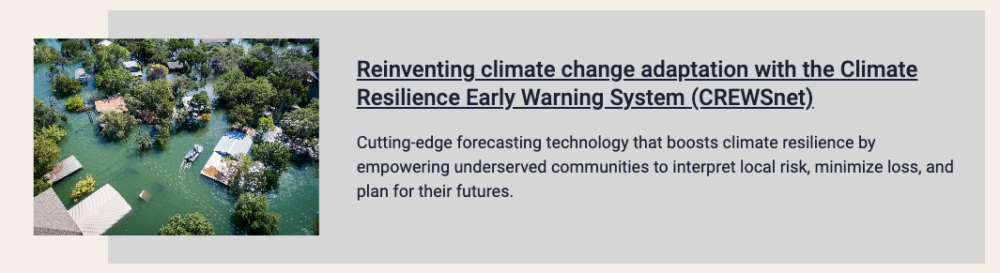 Reinventing climate change adaptation with the Climate
Resilience Early Warning System (CREWSnet)
Cutting-edge forecasting technology that boosts climate resilience by
empowering underserved communities to interpret local risk, minimize loss, and
plan for their futures.